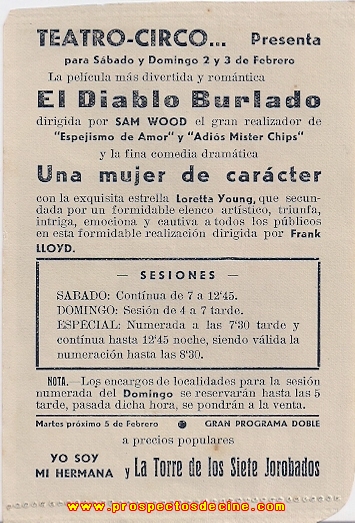 TEATRO-CIRCO... Presenta
para Sábado y Domingo 2 y 3 de Febrero
La película más divertida y romántica
El Diablo Burlado
dirigida por SAM WOOD el gran realizador de
"Espejismo de Amor" y "Adiós Mister Chips"
y la fina comedia dramática
Una mujer de carácter
con la exquisita estrella Loretta Young, que secun-
dada por un formidable elenco artístico, triunfa,
intriga, emociona y cautiva a todos los públicos
en esta formidable realización dirigida por Frank
LLOYD.
— SESIONES —
SABADO: Contínua de 7 a 12'45.
DOMINGO: Sesión de 4 a 7 tarde.
ESPECIAL: Numerada a las 7'30 tarde y
contínua hasta 12'45 noche, siendo válida la
numeración hasta las 8'30.
NOTA.—Los encargos de localidades para la sesión
numerada del Domingo se reservarán hasta las 5
tarde, pasada dicha hora, se pondrán a la venta.
Martes próximo 5 de Febrero ● GRAN PROGRAMA DOBLE
a precios populares
YO SOY
MI HERMANA y La Torre de los Siete Jorobados
www.prospectosdecine.com